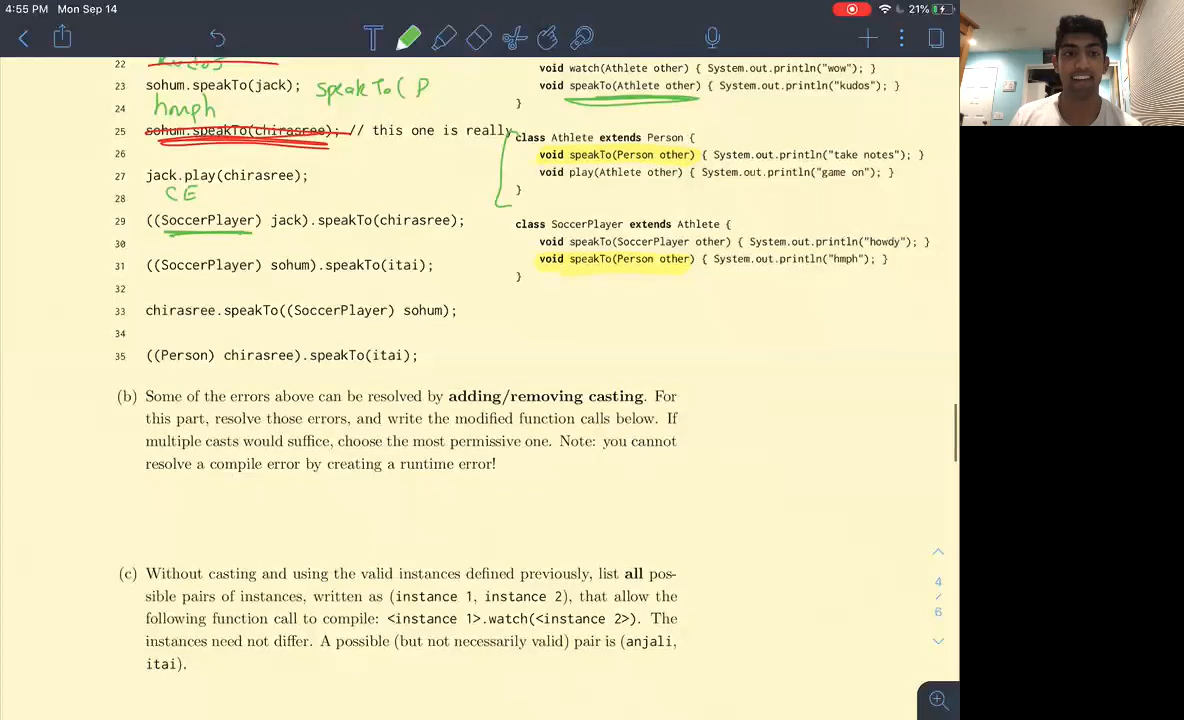 4:55 PM Mon Sep 14
21%
22
kudos
void watch(Athlete other) { System.out.println("wow"); }
23 sohum.speakTo(jack); speakTo( P
void speakTo(Athlete other) { System.out.println("kudos"); }
}
24 hmph
25 sohum.speakTo(chirasree); // this one is really
class Athlete extends Person {
26
void speakTo(Person other) { System.out.println("take notes"); }
27 jack.play(chirasree);
void play(Athlete other) { System.out.println("game on"); }
}
28 CE
29 ((SoccerPlayer) jack).speakTo(chirasree);
class SoccerPlayer extends Athlete {
30
void speakTo(SoccerPlayer other) { System.out.println("howdy"); }
31 ((SoccerPlayer) sohum).speakTo(itai);
void speakTo(Person other) { System.out.println("hmph"); }
}
32
33 chirasree.speakTo((SoccerPlayer) sohum);
34
35 ((Person) chirasree).speakTo(itai);
(b) Some of the errors above can be resolved by adding/removing casting. For
this part, resolve those errors, and write the modified function calls below. If
multiple casts would suffice, choose the most permissive one. Note: you cannot
resolve a compile error by creating a runtime error!
(c) Without casting and using the valid instances defined previously, list all pos-
sible pairs of instances, written as (instance 1, instance 2), that allow the
following function call to compile: <instance 1>.watch(<instance 2>). The
instances need not differ. A possible (but not necessarily valid) pair is (anjali,
itai).
4
/
6